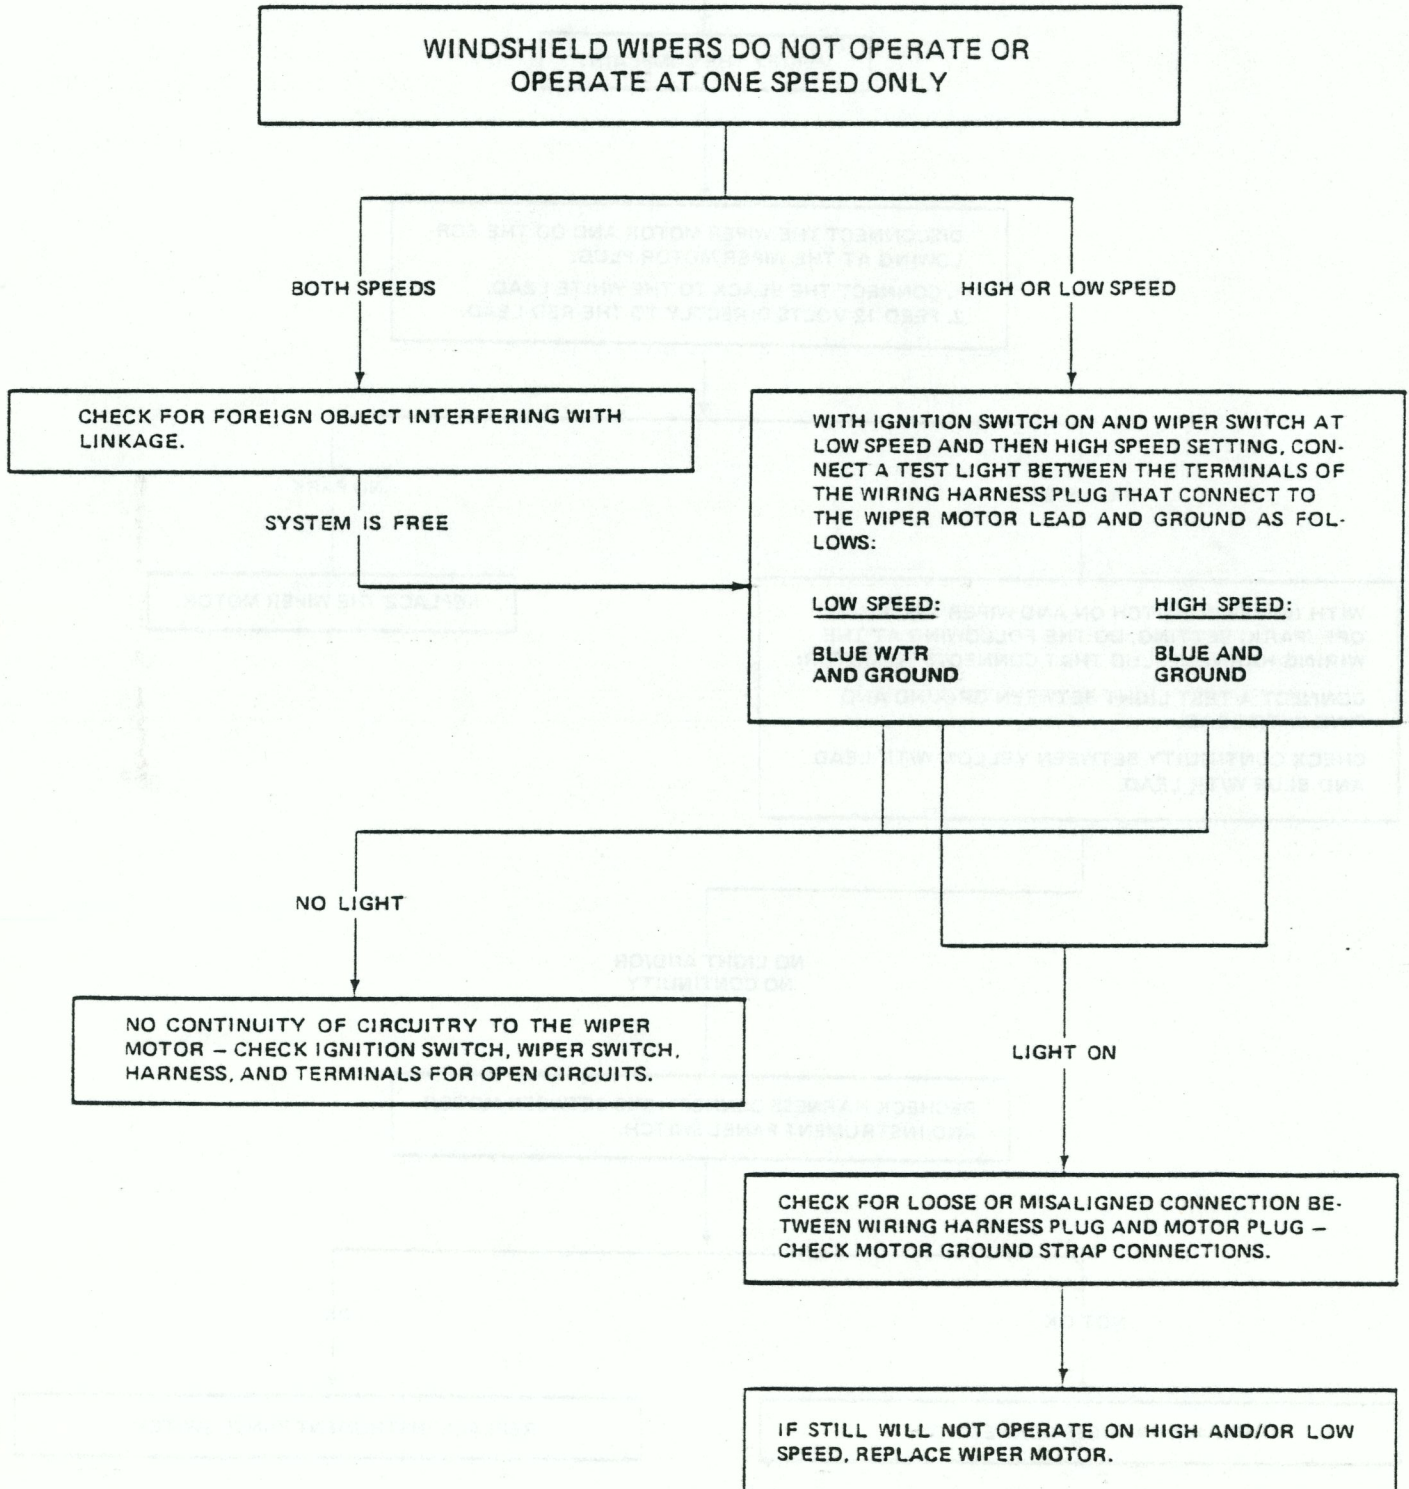 WINDSHIELD WIPERS DO NOT OPERATE OR
OPERATE AT ONE SPEED ONLY
BOTH SPEEDS
HIGH OR LOW SPEED
CHECK FOR FOREIGN OBJECT INTERFERING WITH
LINKAGE.
SYSTEM IS FREE
WITH IGNITION SWITCH ON AND WIPER SWITCH AT
LOW SPEED AND THEN HIGH SPEED SETTING, CON-
NECT A TEST LIGHT BETWEEN THE TERMINALS OF
THE WIRING HARNESS PLUG THAT CONNECT TO
THE WIPER MOTOR LEAD AND GROUND AS FOL-
LOWS:
LOW SPEED:
BLUE W/TR
AND GROUND
HIGH SPEED:
BLUE AND
GROUND
NO LIGHT
NO CONTINUITY OF CIRCUITRY TO THE WIPER
MOTOR – CHECK IGNITION SWITCH, WIPER SWITCH,
HARNESS, AND TERMINALS FOR OPEN CIRCUITS.
LIGHT ON
CHECK FOR LOOSE OR MISALIGNED CONNECTION BE-
TWEEN WIRING HARNESS PLUG AND MOTOR PLUG –
CHECK MOTOR GROUND STRAP CONNECTIONS.
IF STILL WILL NOT OPERATE ON HIGH AND/OR LOW
SPEED, REPLACE WIPER MOTOR.